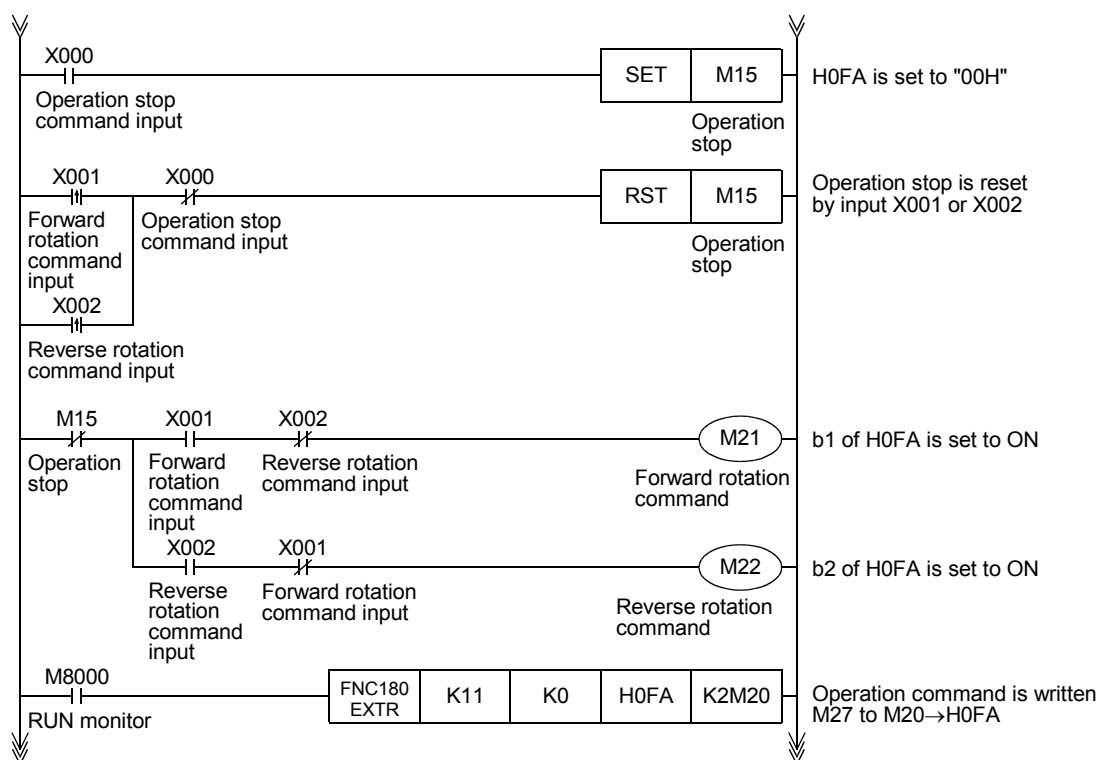 X000
SET M15
H0FA is set to "00H"
Operation stop
command input
Operation
stop
X001 X000
RST M15
Operation stop is reset
by input X001 or X002
Forward
rotation
command
input
Operation stop
command input
Operation
stop
X002
Reverse rotation
command input
M15 X001 X002
M21
b1 of H0FA is set to ON
Operation
stop
Forward
rotation
command
input
Reverse rotation
command input
Forward rotation
command
X002 X001
M22
b2 of H0FA is set to ON
Reverse
rotation
command
input
Forward rotation
command input
Reverse rotation
command
M8000
RUN monitor
FNC180
EXTR
K11 K0 H0FA K2M20
Operation command is written
M27 to M20→H0FA